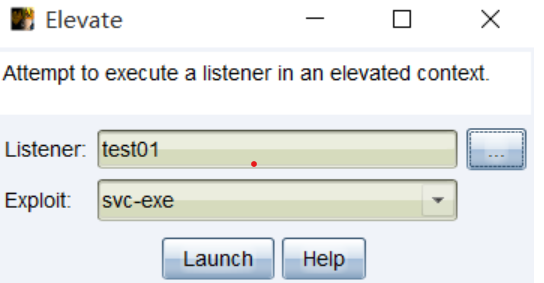 Elevate
Attempt to execute a listener in an elevated context.
Listener: test01 ...
Exploit: svc-exe
Launch Help